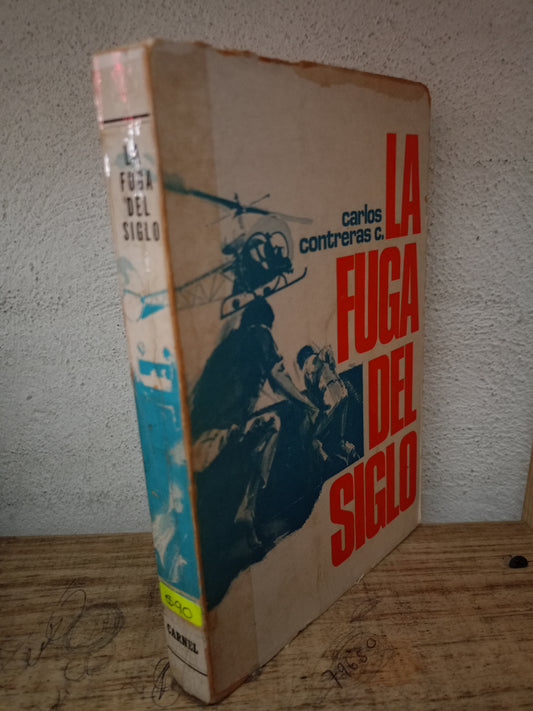 LA
FUGA
DEL
SIGLO
$90
CARNEL
carlos
contreras c.
LA
FUGA
DEL
SIGLO